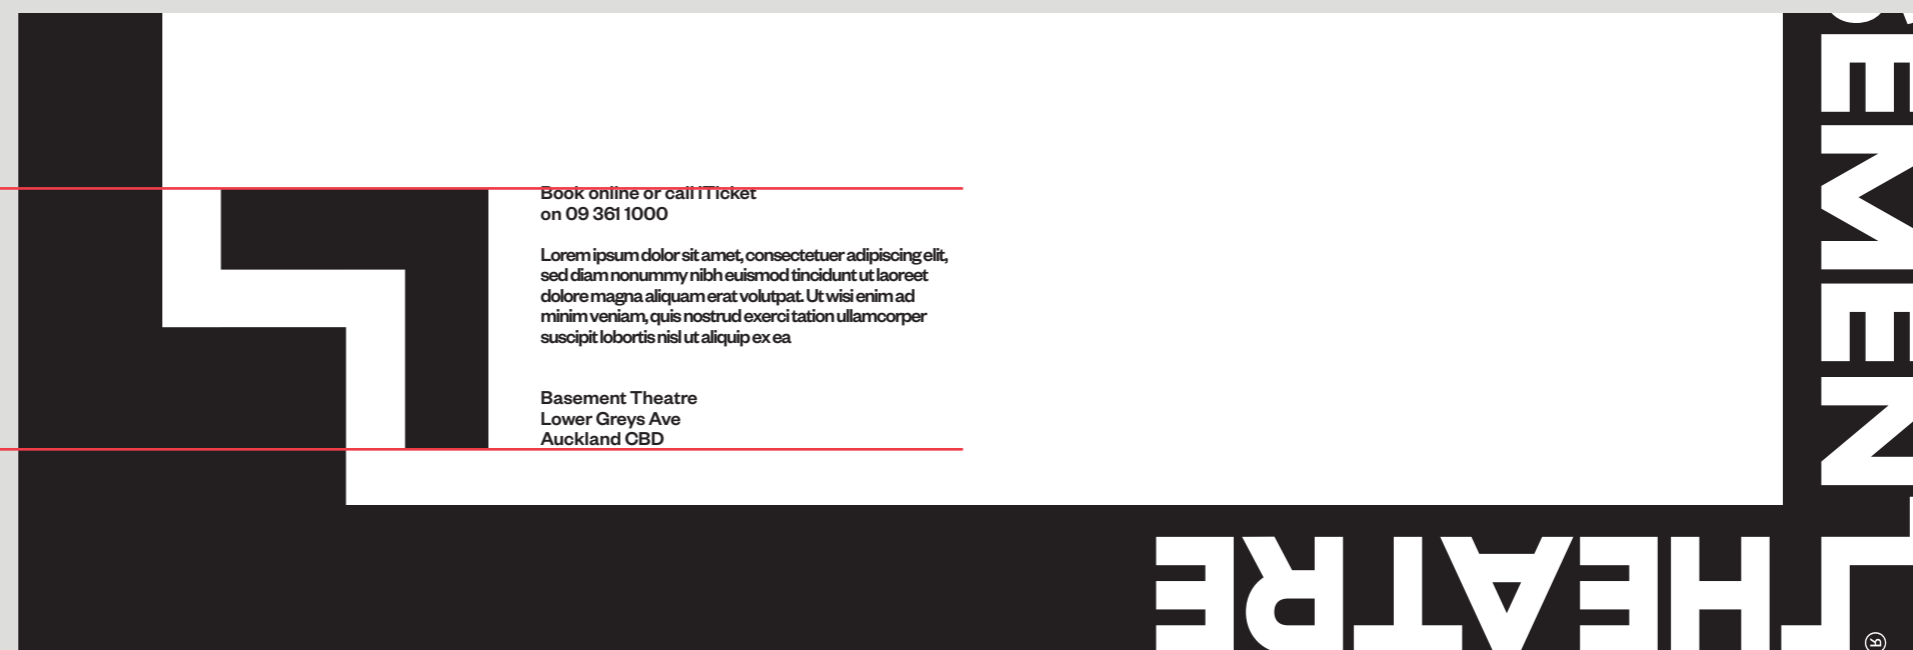 Book online or call iTicket
on 09 361 1000
Lorem ipsum dolor sit amet, consectetuer adipiscing elit,
sed diam nonummy nibh euismod tincidunt ut laoreet
dolore magna aliquam erat volutpat. Ut wisi enim ad
minim veniam, quis nostrud exerci tation ullamcorper
suscipit lobortis nisl ut aliquip ex ea
Basement Theatre
Lower Greys Ave
Auckland CBD
SEMENT
THEATRE
®